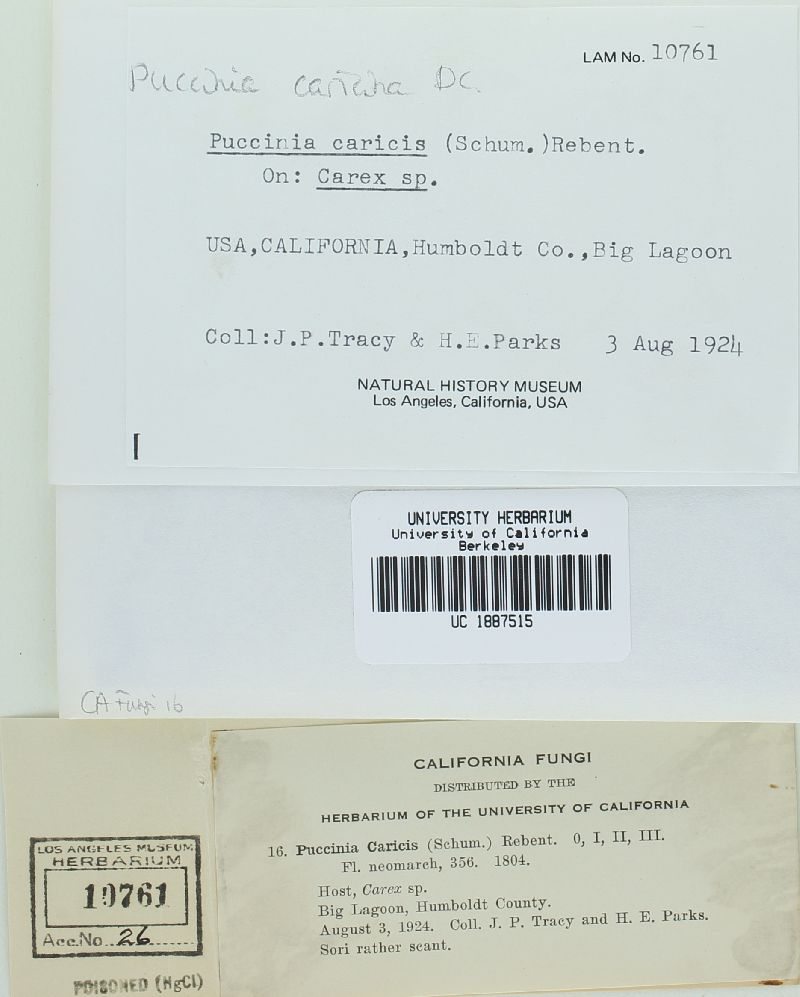 LAM No. 10761
Puccinia caricina DC.
Puccinia caricis (Schum.)Rebent.
On: Carex sp.
USA,CALIFORNIA,Humboldt Co.,Big Lagoon
Coll:J.P.Tracy & H.E.Parks 3 Aug 1924
NATURAL HISTORY MUSEUM
Los Angeles, California, USA
UNIVERSITY HERBARIUM
University of California
Berkeley
UC 1887515
CA Fungi 16
CALIFORNIA FUNGI
DISTRIBUTED BY THE
HERBARIUM OF THE UNIVERSITY OF CALIFORNIA
16. Puccinia Caricis (Schum.) Rebent. 0, I, II, III.
Fl. neomarch, 356. 1804.
Host, Carex sp.
Big Lagoon, Humboldt County.
August 3, 1924. Coll. J. P. Tracy and H. E. Parks.
Sori rather scant.
LOS ANGELES MUSEUM
HERBARIUM
10761
Acc.No. 26
POISONED (HgCl)